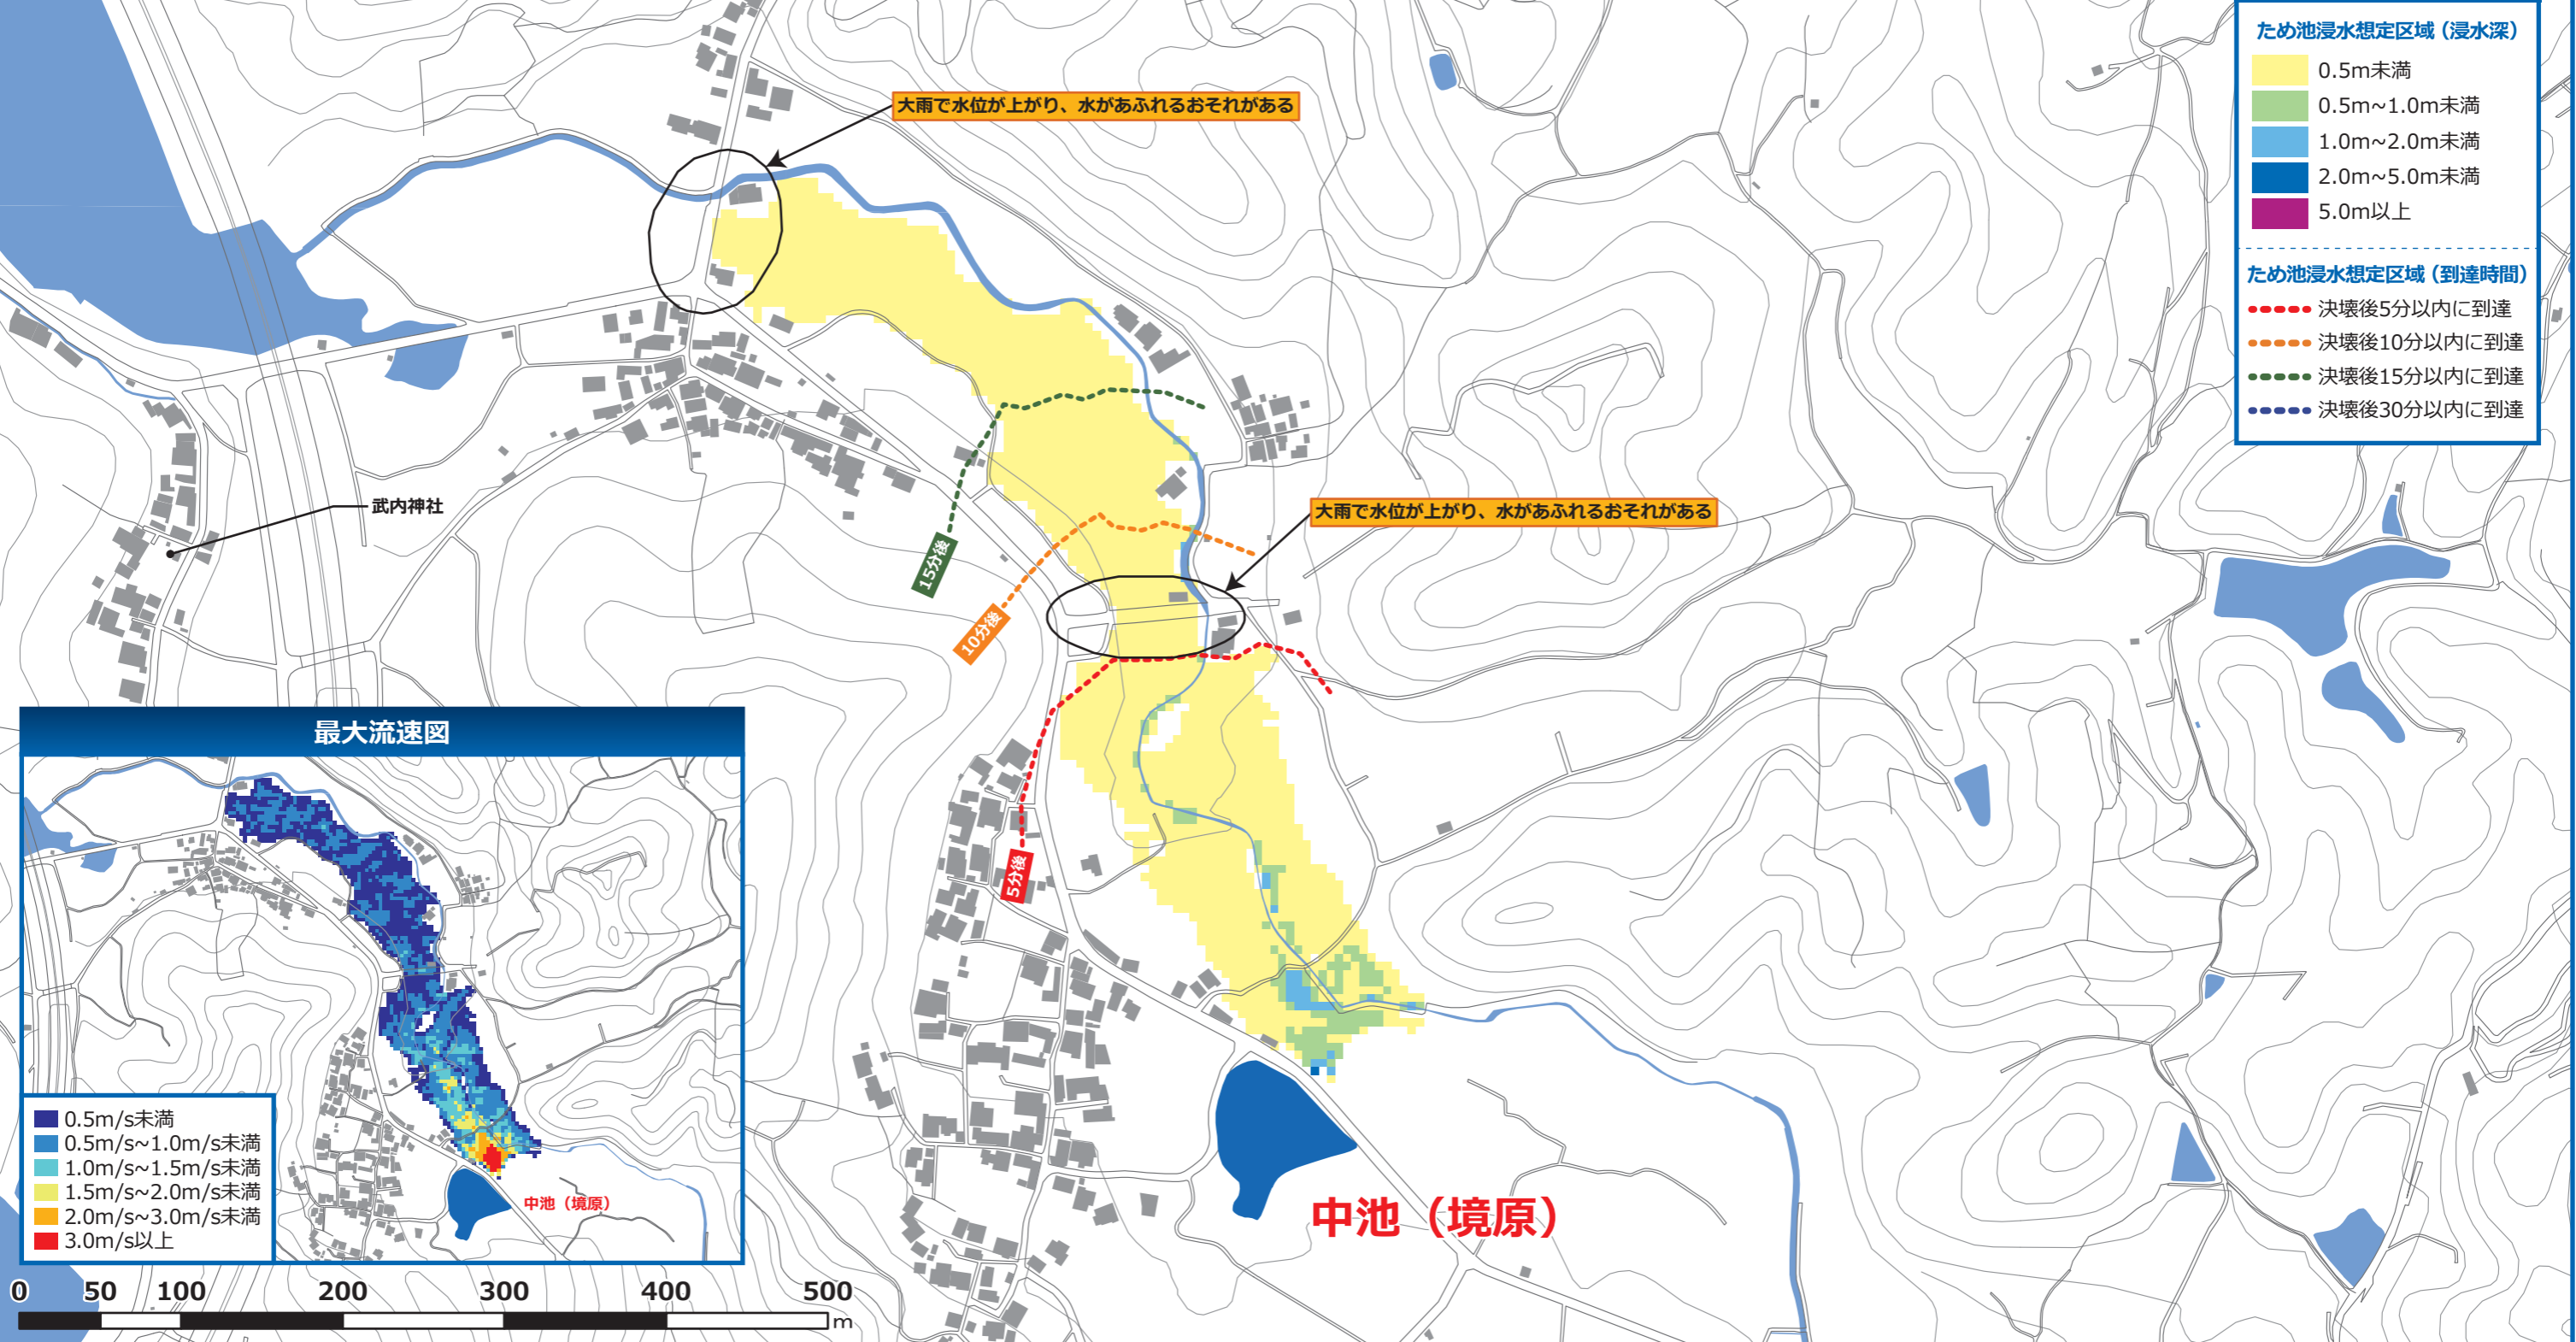 大雨で水位が上がり、水があふれるおそれがある
ため池浸水想定区域（浸水深）
0.5m未満
0.5m~1.0m未満
1.0m~2.0m未満
2.0m~5.0m未満
5.0m以上
ため池浸水想定区域（到達時間）
決壊後5分以内に到達
決壊後10分以内に到達
決壊後15分以内に到達
決壊後30分以内に到達
武内神社
大雨で水位が上がり、水があふれるおそれがある
15分後
10分後
5分後
最大流速図
0.5m/s未満
0.5m/s~1.0m/s未満
1.0m/s~1.5m/s未満
1.5m/s~2.0m/s未満
2.0m/s~3.0m/s未満
3.0m/s以上
中池（境原）
中池（境原）
0 50 100 200 300 400 500
m